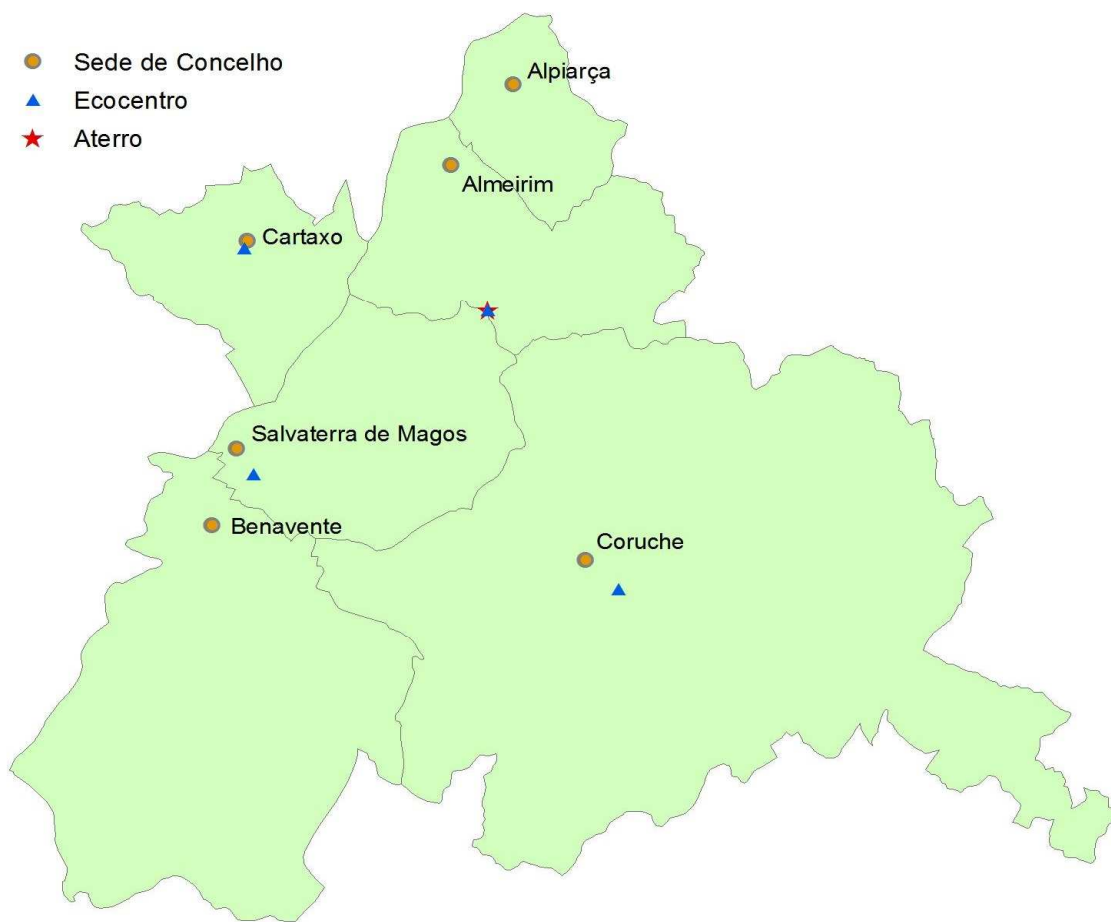 Sede de Concelho
Ecocentro
Aterro
Alpiarça
Almeirim
Cartaxo
Salvaterra de Magos
Benavente
Coruche